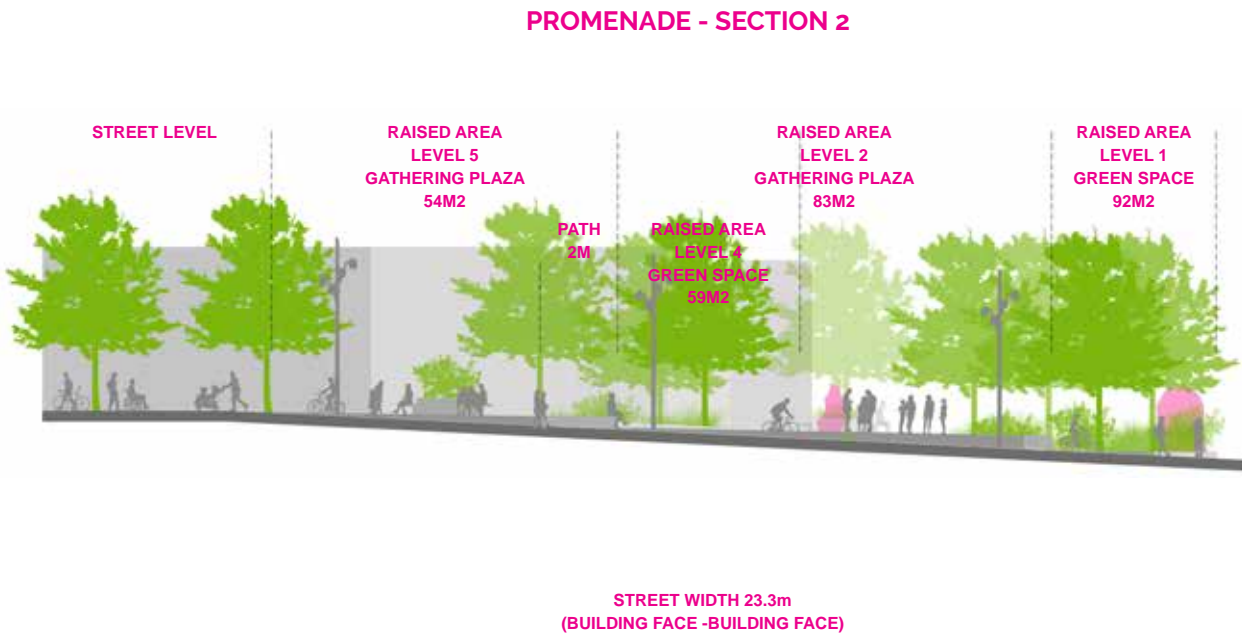 PROMENADE - SECTION 2
STREET LEVEL
RAISED AREA
LEVEL 5
GATHERING PLAZA
54M2
PATH
2M
RAISED AREA
LEVEL 4
GREEN SPACE
59M2
RAISED AREA
LEVEL 2
GATHERING PLAZA
83M2
RAISED AREA
LEVEL 1
GREEN SPACE
92M2
STREET WIDTH 23.3m
(BUILDING FACE -BUILDING FACE)